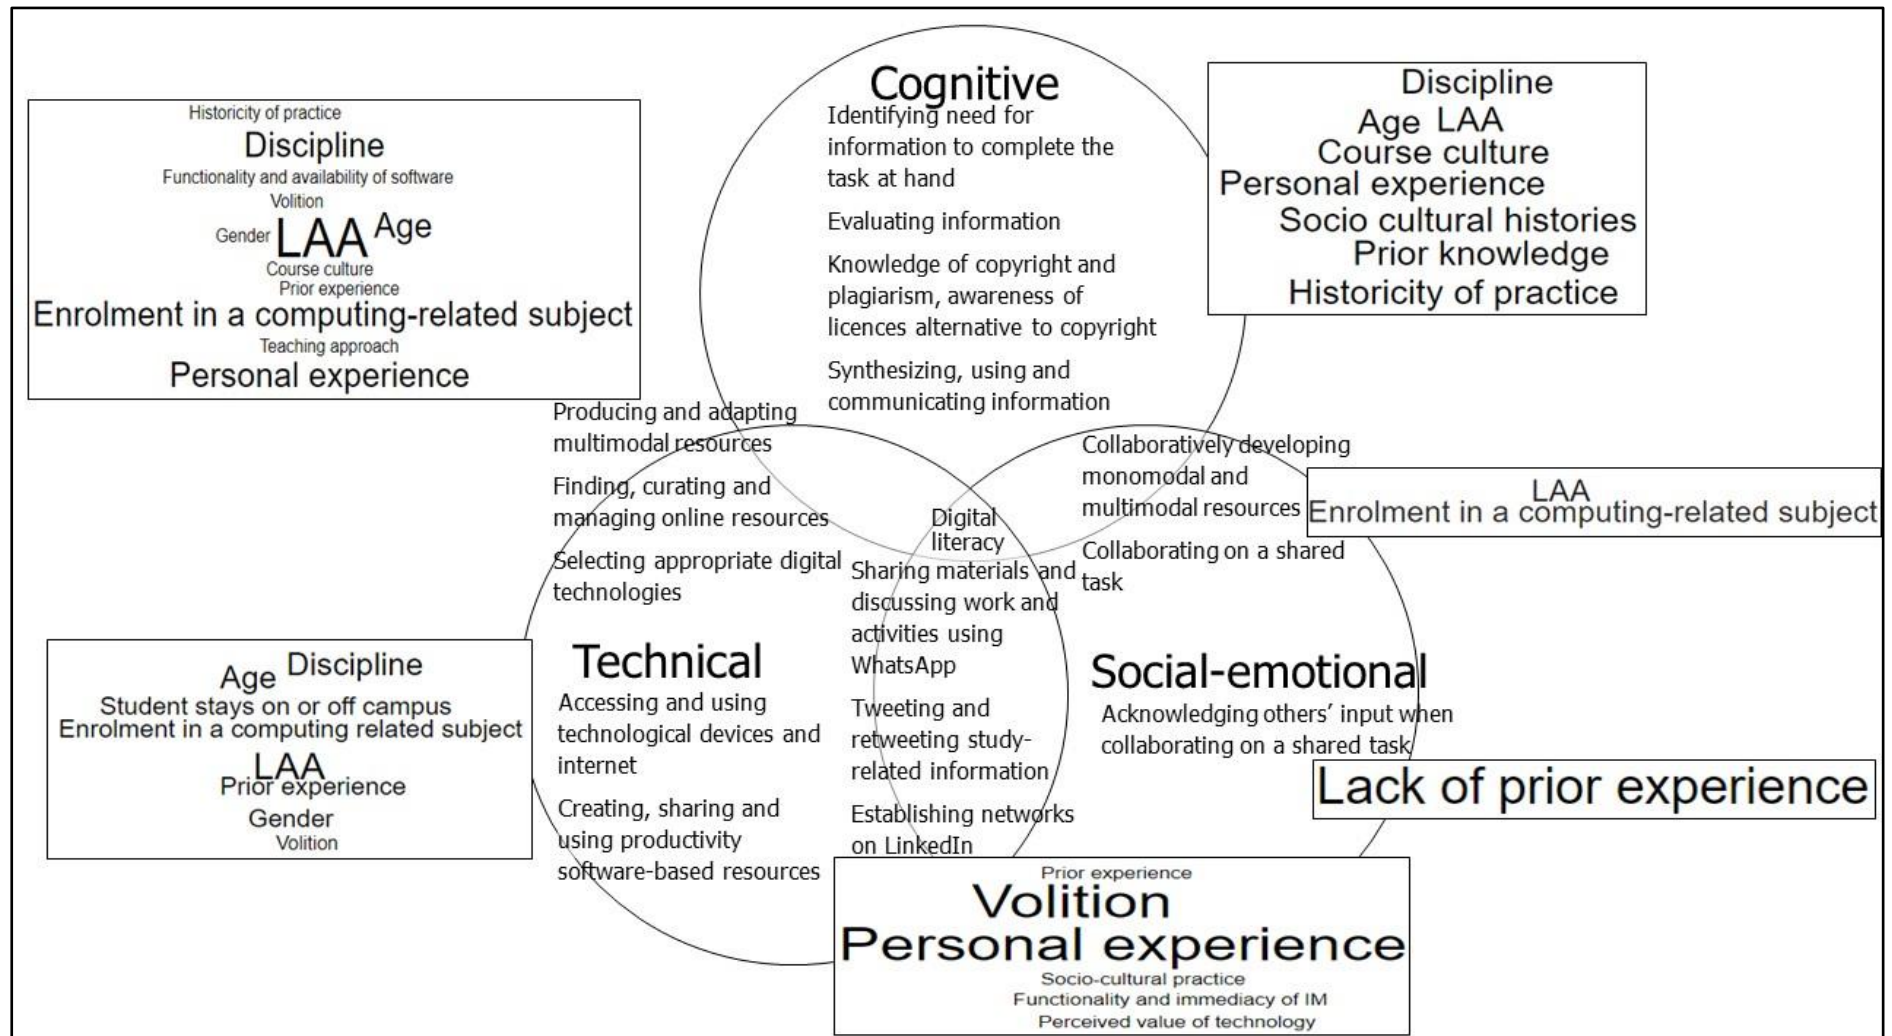 Cognitive
Identifying need for
information to complete the
task at hand
Evaluating information
Knowledge of copyright and
plagiarism, awareness of
licences alternative to copyright
Synthesizing, using and
communicating information
Historicity of practice
Discipline
Functionality and availability of software
Volition
Gender LAA Age
Course culture
Prior experience
Enrolment in a computing-related subject
Teaching approach
Personal experience
Discipline
Age LAA
Course culture
Personal experience
Socio cultural histories
Prior knowledge
Historicity of practice
Producing and adapting
multimodal resources
Finding, curating and
managing online resources
Selecting appropriate digital
technologies
Digital
literacy
Collaboratively developing
monomodal and
multimodal resources
Collaborating on a shared
task
LAA
Enrolment in a computing-related subject
Age Discipline
Student stays on or off campus
Enrolment in a computing related subject
LAA
Prior experience
Gender
Volition
Technical
Accessing and using
technological devices and
internet
Creating, sharing and
using productivity
software-based resources
Sharing materials and
discussing work and
activities using
WhatsApp
Tweeting and
retweeting study-
related information
Establishing networks
on LinkedIn
Social-emotional
Acknowledging others’ input when
collaborating on a shared task
Lack of prior experience
Prior experience
Volition
Personal experience
Socio-cultural practice
Functionality and immediacy of IM
Perceived value of technology